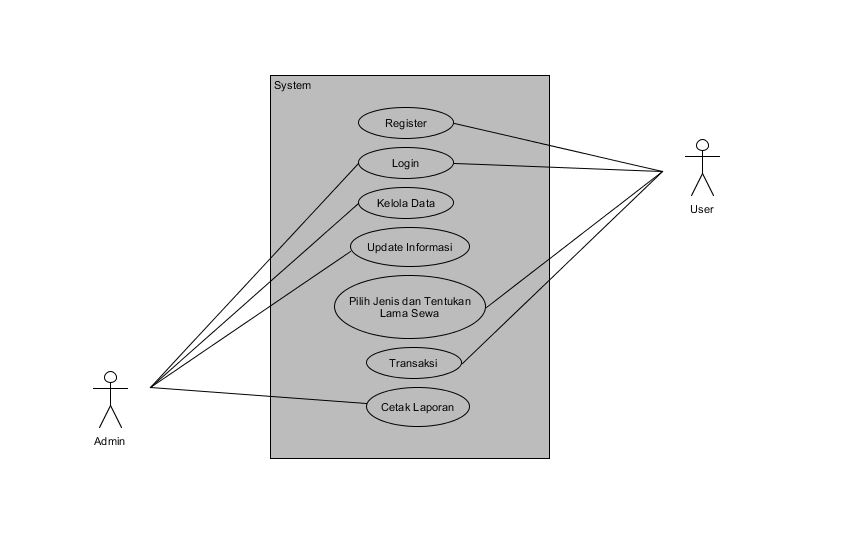 System
Register
Login
Kelola Data
Update Informasi
Pilih Jenis dan Tentukan
Lama Sewa
Transaksi
Cetak Laporan
User
Admin